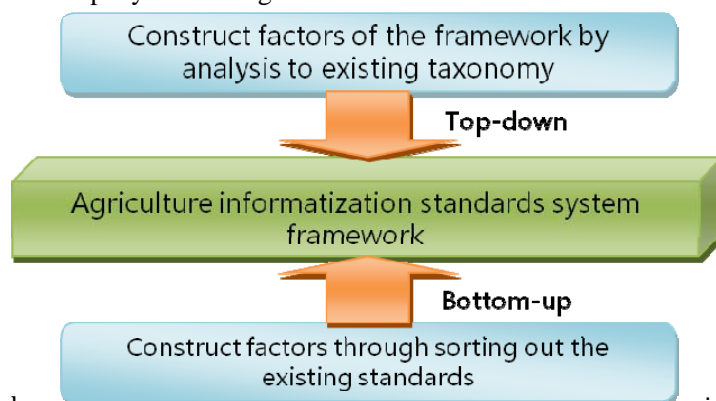 Construct factors of the framework by
analysis to existing taxonomy
Top-down
Agriculture informatization standards system
framework
Bottom-up
Construct factors through sorting out the
existing standards